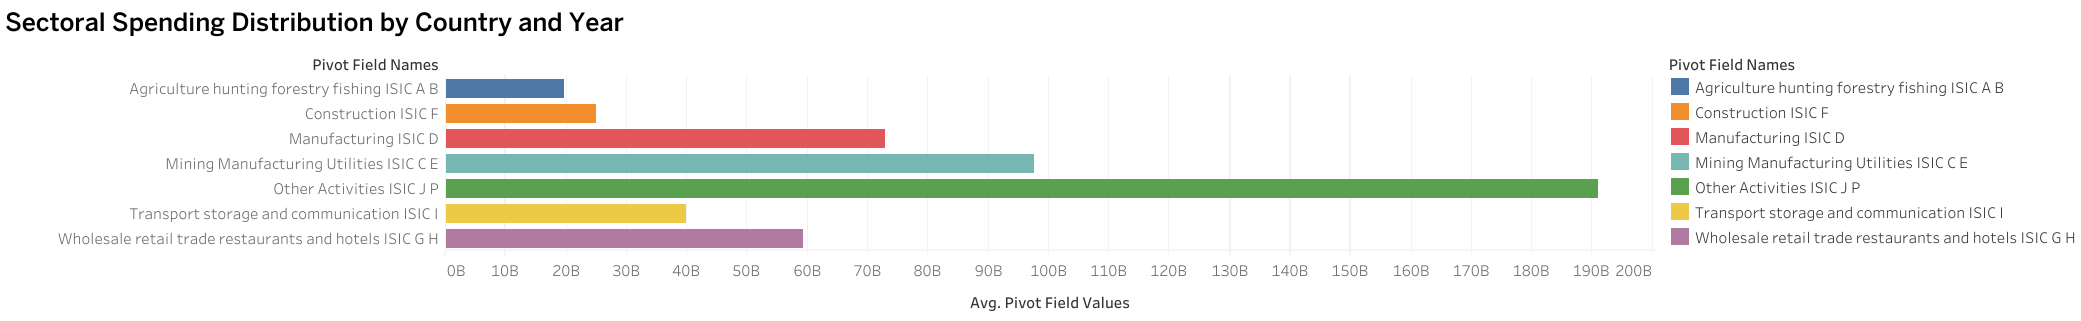 Sectoral Spending Distribution by Country and Year
Pivot Field Names
Agriculture hunting forestry fishing ISIC A B
Construction ISIC F
Manufacturing ISIC D
Mining Manufacturing Utilities ISIC C E
Other Activities ISIC J P
Transport storage and communication ISIC I
Wholesale retail trade restaurants and hotels ISIC G H
0B 10B 20B 30B 40B 50B 60B 70B 80B 90B 100B 110B 120B 130B 140B 150B 160B 170B 180B 190B 200B
Avg. Pivot Field Values
Pivot Field Names
Agriculture hunting forestry fishing ISIC A B
Construction ISIC F
Manufacturing ISIC D
Mining Manufacturing Utilities ISIC C E
Other Activities ISIC J P
Transport storage and communication ISIC I
Wholesale retail trade restaurants and hotels ISIC G H